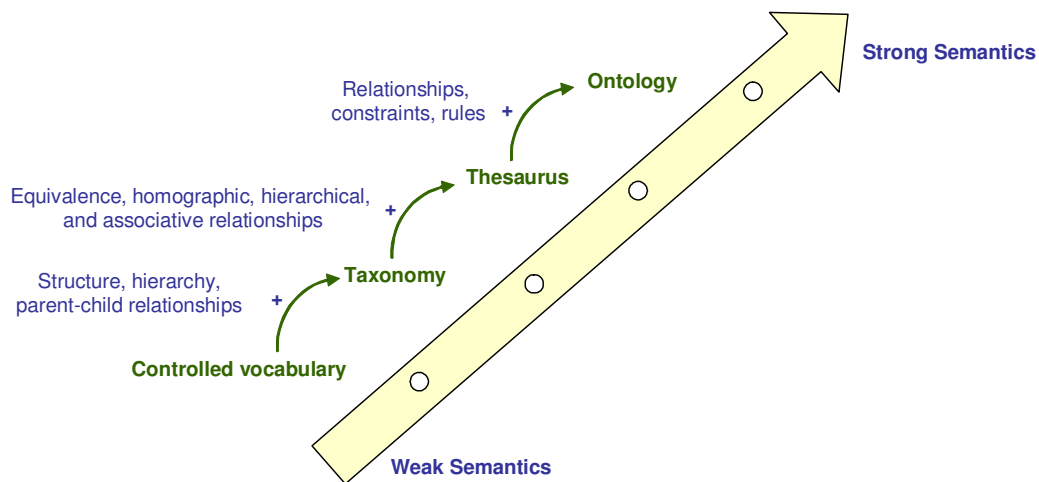 Strong Semantics
Relationships,
constraints, rules
+
Ontology
Thesaurus
Equivalence, homographic, hierarchical,
and associative relationships
+
Taxonomy
Structure, hierarchy,
parent-child relationships
+
Controlled vocabulary
Weak Semantics